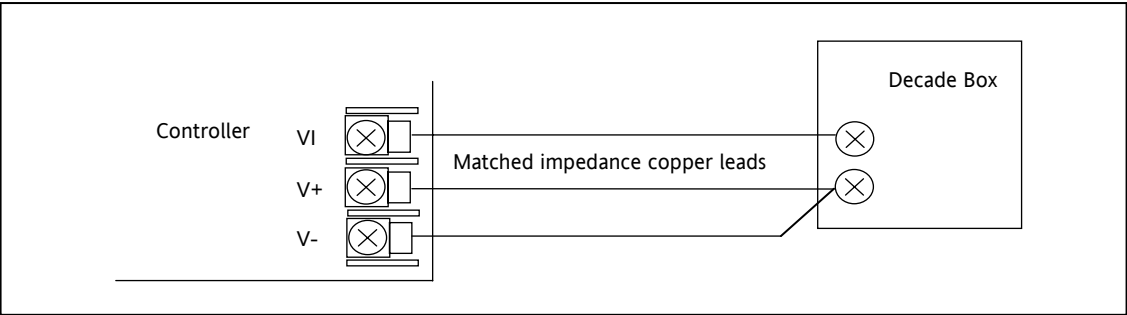 Decade Box
Controller
VI
Matched impedance copper leads
V+
V-